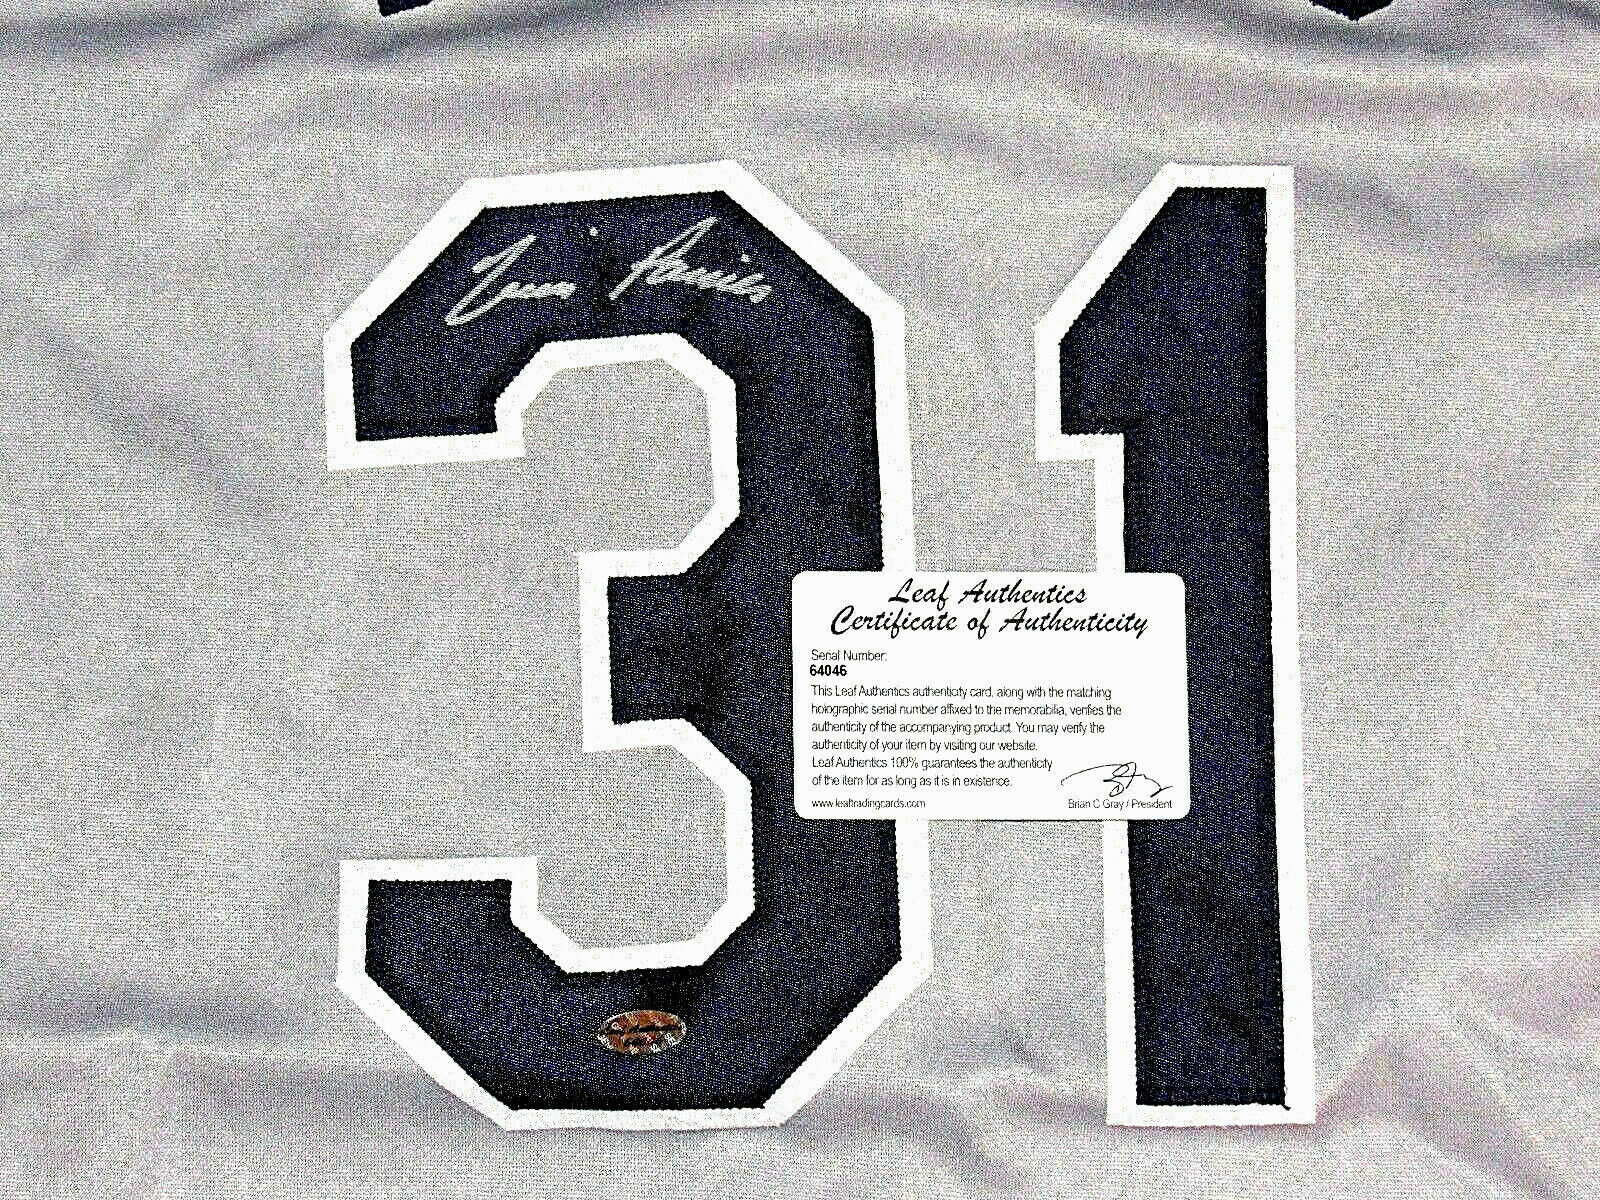 31
Leaf Authentics
Certificate of Authenticity
Serial Number:
64046
This Leaf Authentics authenticity card, along with the matching
holographic serial number affixed to the memorabilia, verifies the
authenticity of the accompanying product. You may verify the
authenticity of your item by visiting our website.
Leaf Authentics 100% guarantees the authenticity
of the item for as long as it is in existence.
www.leaftradingcards.com
Brian C Gray / President